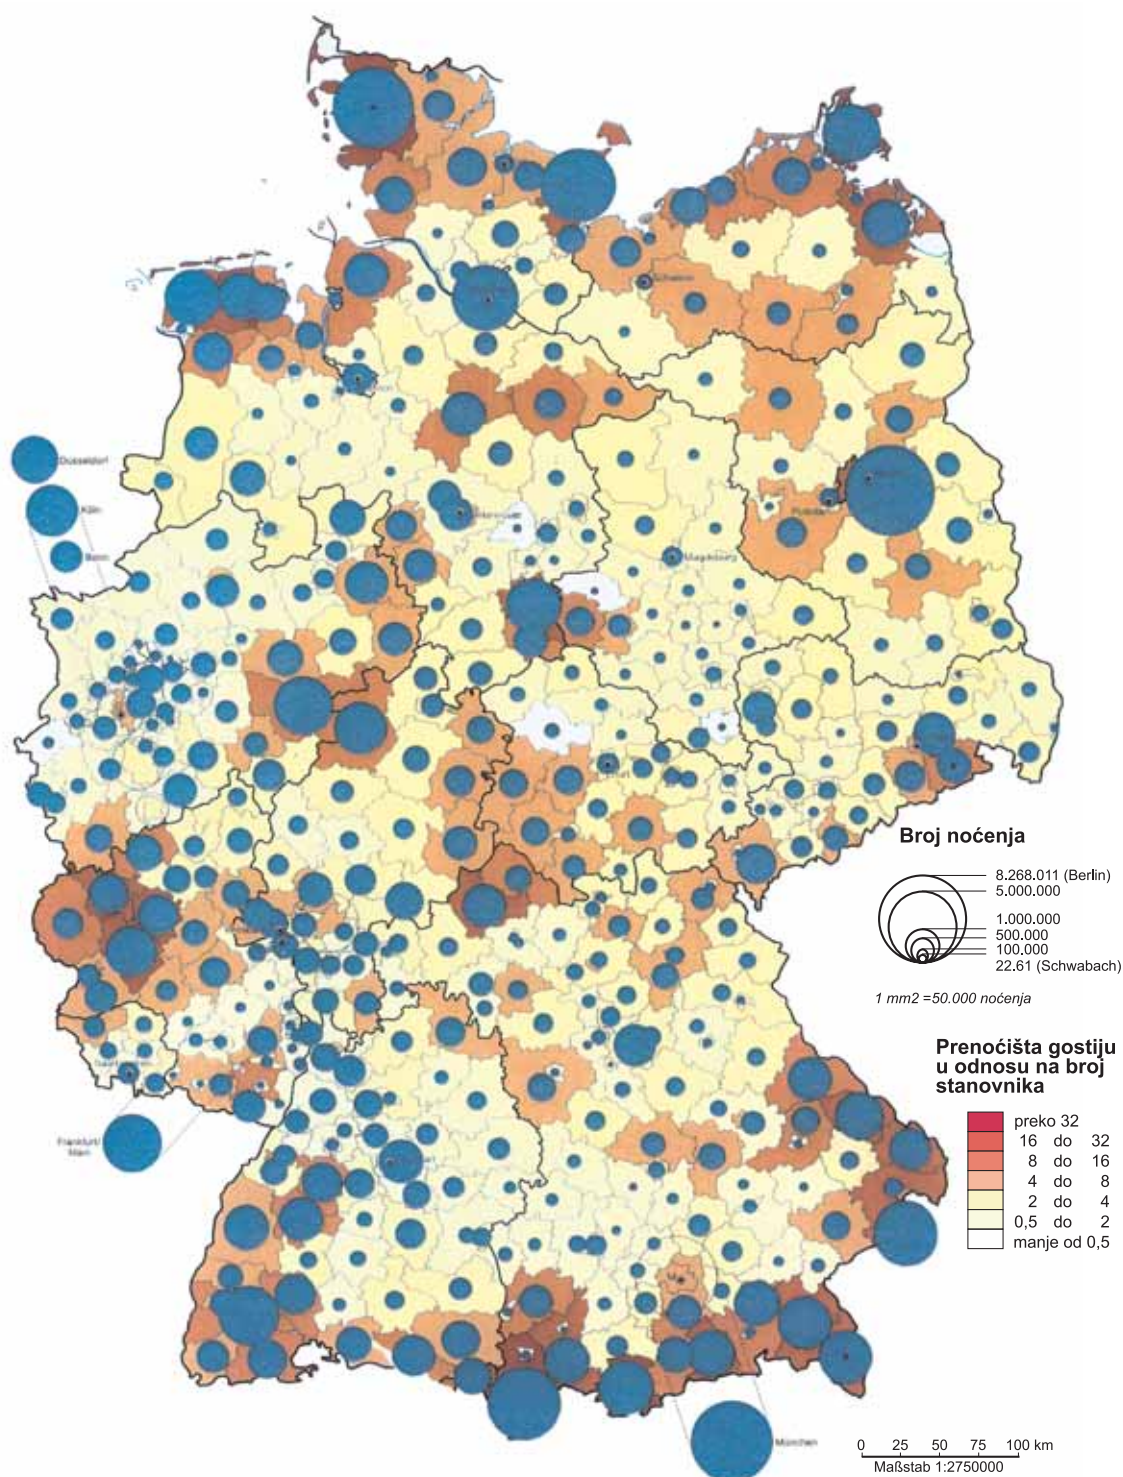 Düsseldorf
Köln
Bonn
Schwerin
Potsdam
Magdeburg
Frankfurt/
Main
München
Broj noćenja
8.268.011 (Berlin)
5.000.000
1.000.000
500.000
100.000
22.61 (Schwabach)
1 mm2 =50.000 noćenja
Prenoćišta gostiju
u odnosu na broj
stanovnika
preko 32
16 do 32
8 do 16
4 do 8
2 do 4
0,5 do 2
manje od 0,5
0 25 50 75 100 km
Maßstab 1:2750000